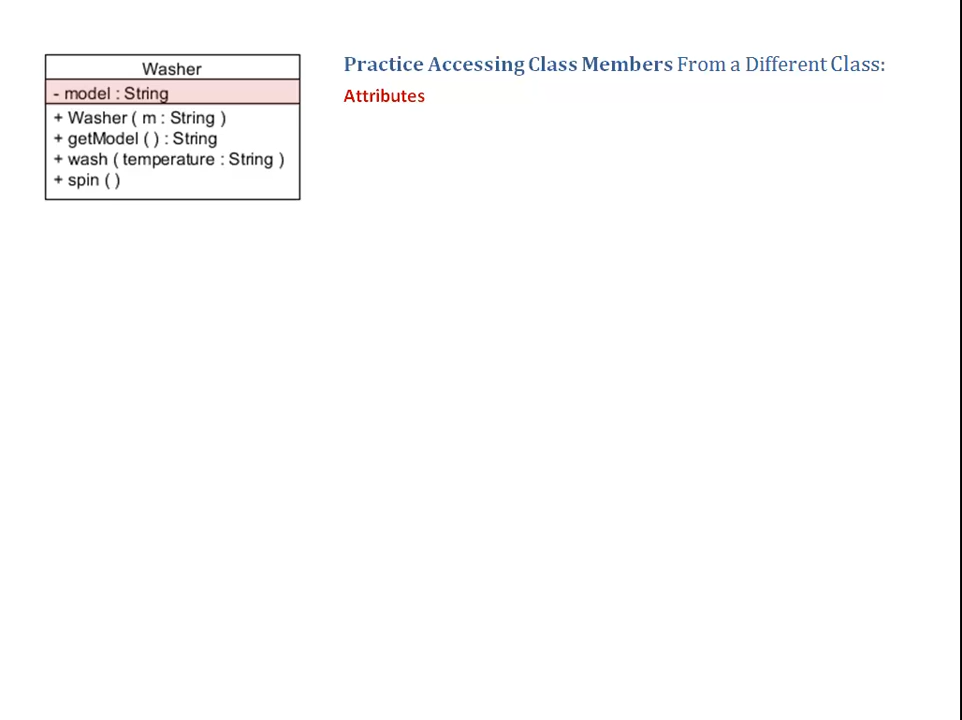 Washer
- model : String
+ Washer ( m : String )
+ getModel ( ) : String
+ wash ( temperature : String )
+ spin ( )
Practice Accessing Class Members From a Different Class:
Attributes